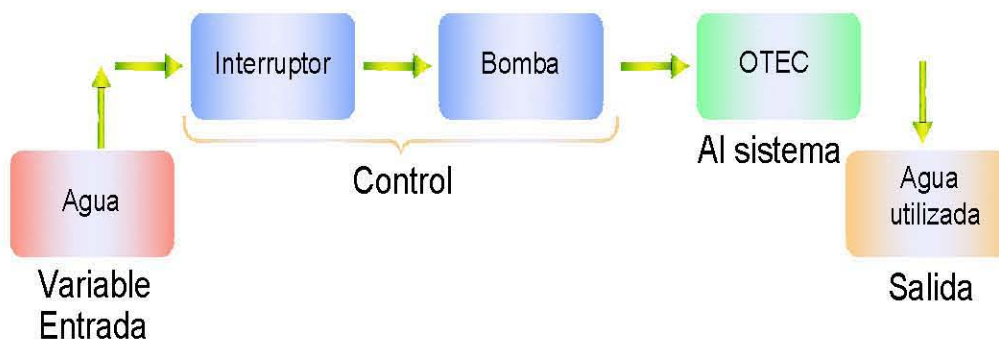 Interruptor
Bomba
OTEC
Control
Al sistema
Agua
Variable
Entrada
Agua
utilizada
Salida